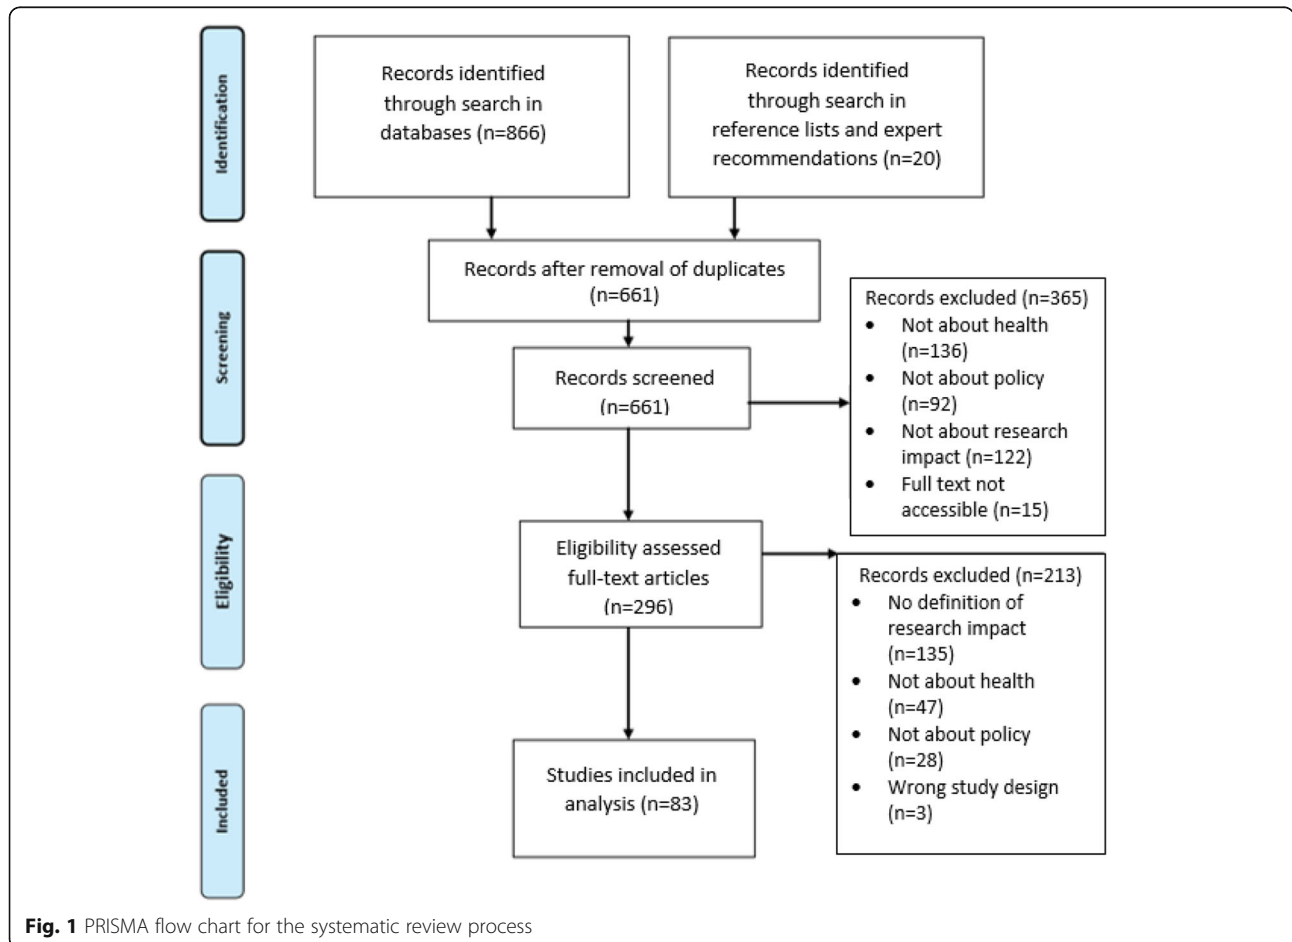 Identification
Records identified
through search in
databases (n=866)
Records identified
through search in
reference lists and expert
recommendations (n=20)
Screening
Records after removal of duplicates
(n=661)
Records screened
(n=661)
Records excluded (n=365)
• Not about health
(n=136)
• Not about policy
(n=92)
• Not about research
impact (n=122)
• Full text not
accessible (n=15)
Eligibility
Eligibility assessed
full-text articles
(n=296)
Records excluded (n=213)
• No definition of
research impact
(n=135)
• Not about health
(n=47)
• Not about policy
(n=28)
• Wrong study design
(n=3)
Included
Studies included in
analysis (n=83)
Fig. 1 PRISMA flow chart for the systematic review process